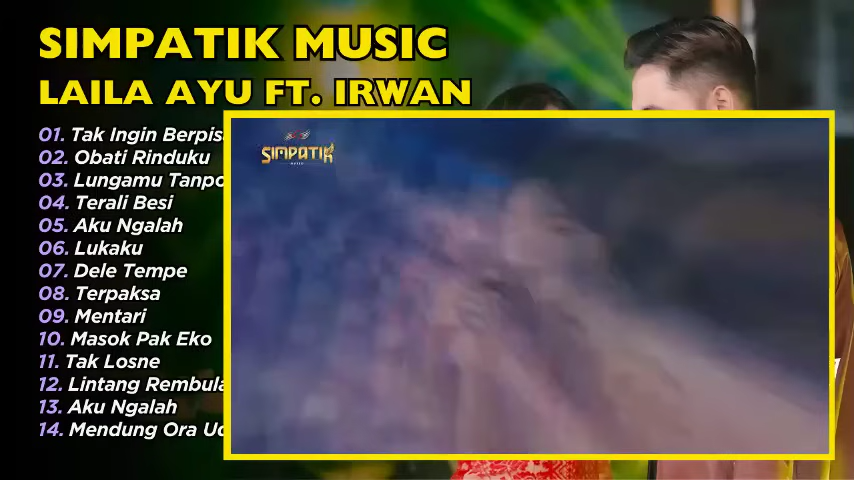 SIMPATIK MUSIC
LAILA AYU FT. IRWAN
01. Tak Ingin Berpis
02. Obati Rinduku
03. Lungamu Tanpo
04. Terali Besi
05. Aku Ngalah
06. Lukaku
07. Dele Tempe
08. Terpaksa
09. Mentari
10. Masok Pak Eko
11. Tak Losne
12. Lintang Rembula
13. Aku Ngalah
14. Mendung Ora Ud
SIMPATIK